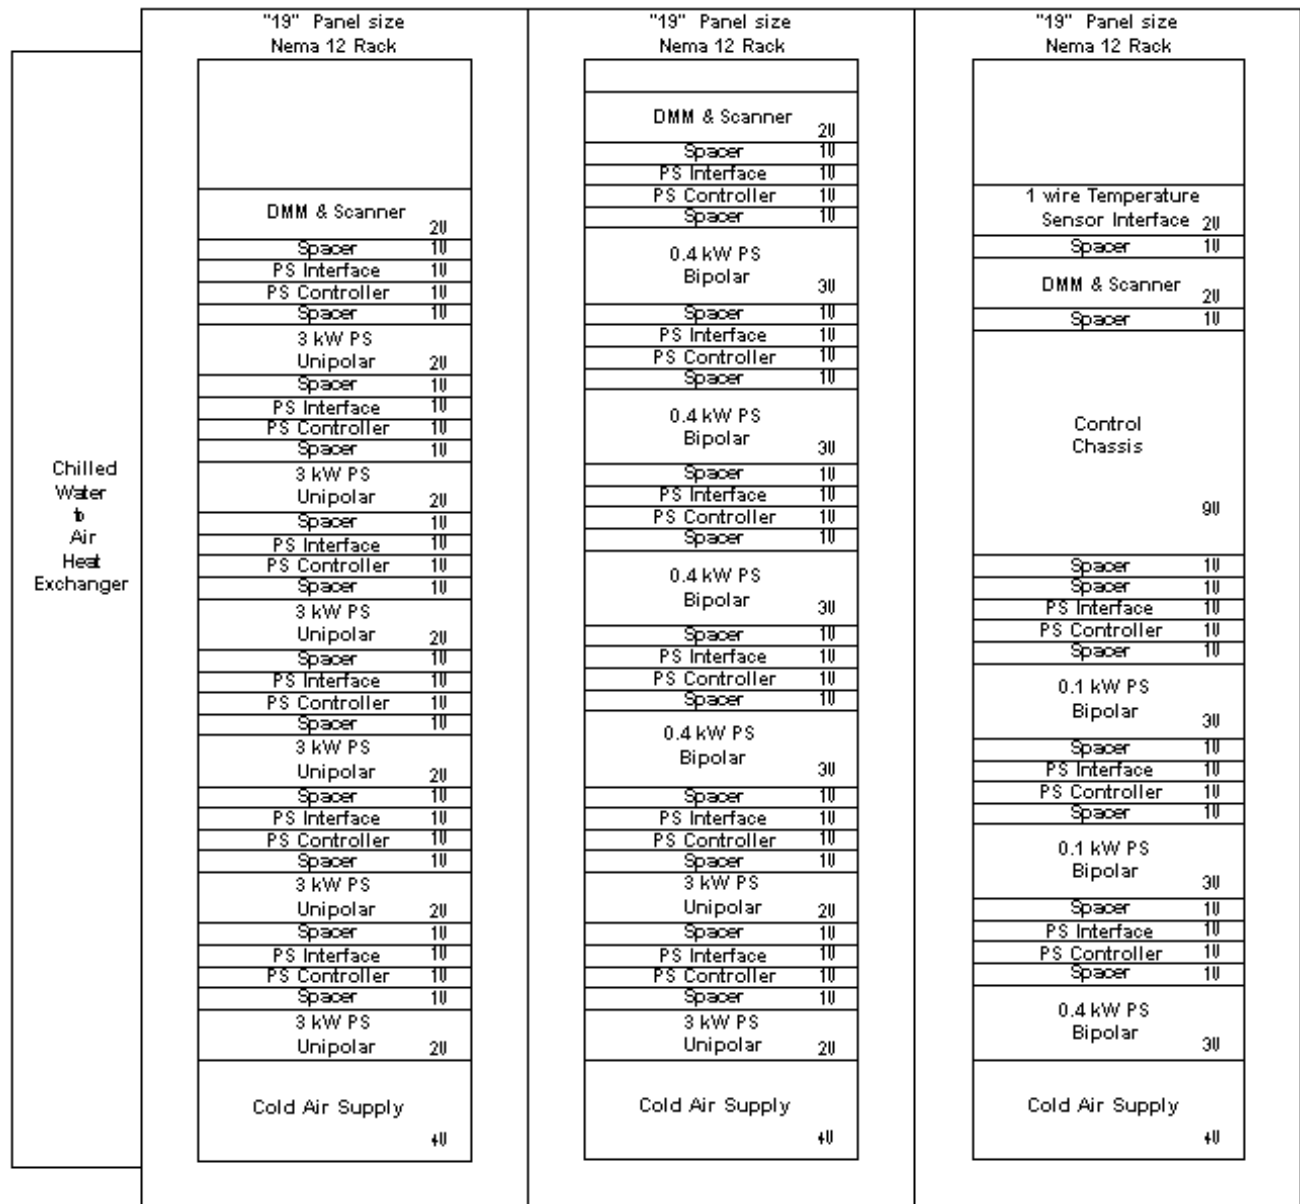 "19" Panel size
Nema 12 Rack
DMM & Scanner
2U
Spacer 1U
PS Interface 1U
PS Controller 1U
Spacer 1U
3 kW PS
Unipolar 2U
Spacer 1U
PS Interface 1U
PS Controller 1U
Spacer 1U
3 kW PS
Unipolar 2U
Spacer 1U
PS Interface 1U
PS Controller 1U
Spacer 1U
3 kW PS
Unipolar 2U
Spacer 1U
PS Interface 1U
PS Controller 1U
Spacer 1U
3 kW PS
Unipolar 2U
Spacer 1U
PS Interface 1U
PS Controller 1U
Spacer 1U
3 kW PS
Unipolar 2U
Spacer 1U
PS Interface 1U
PS Controller 1U
Spacer 1U
3 kW PS
Unipolar 2U
Cold Air Supply
4U
Chilled
Water
to
Air
Heat
Exchanger
"19" Panel size
Nema 12 Rack
DMM & Scanner
2U
Spacer 1U
PS Interface 1U
PS Controller 1U
Spacer 1U
0.4 kW PS
Bipolar
3U
Spacer 1U
PS Interface 1U
PS Controller 1U
Spacer 1U
0.4 kW PS
Bipolar
3U
Spacer 1U
PS Interface 1U
PS Controller 1U
Spacer 1U
0.4 kW PS
Bipolar
3U
Spacer 1U
PS Interface 1U
PS Controller 1U
Spacer 1U
0.4 kW PS
Bipolar
3U
Spacer 1U
PS Interface 1U
PS Controller 1U
Spacer 1U
3 kW PS
Unipolar 2U
Spacer 1U
PS Interface 1U
PS Controller 1U
Spacer 1U
3 kW PS
Unipolar 2U
Cold Air Supply
4U
"19" Panel size
Nema 12 Rack
1 wire Temperature
Sensor Interface 2U
Spacer 1U
DMM & Scanner
2U
Spacer 1U
Control
Chassis
9U
Spacer 1U
Spacer 1U
PS Interface 1U
PS Controller 1U
Spacer 1U
0.1 kW PS
Bipolar
3U
Spacer 1U
PS Interface 1U
PS Controller 1U
Spacer 1U
0.1 kW PS
Bipolar
3U
Spacer 1U
PS Interface 1U
PS Controller 1U
Spacer 1U
0.4 kW PS
Bipolar
3U
Cold Air Supply
4U